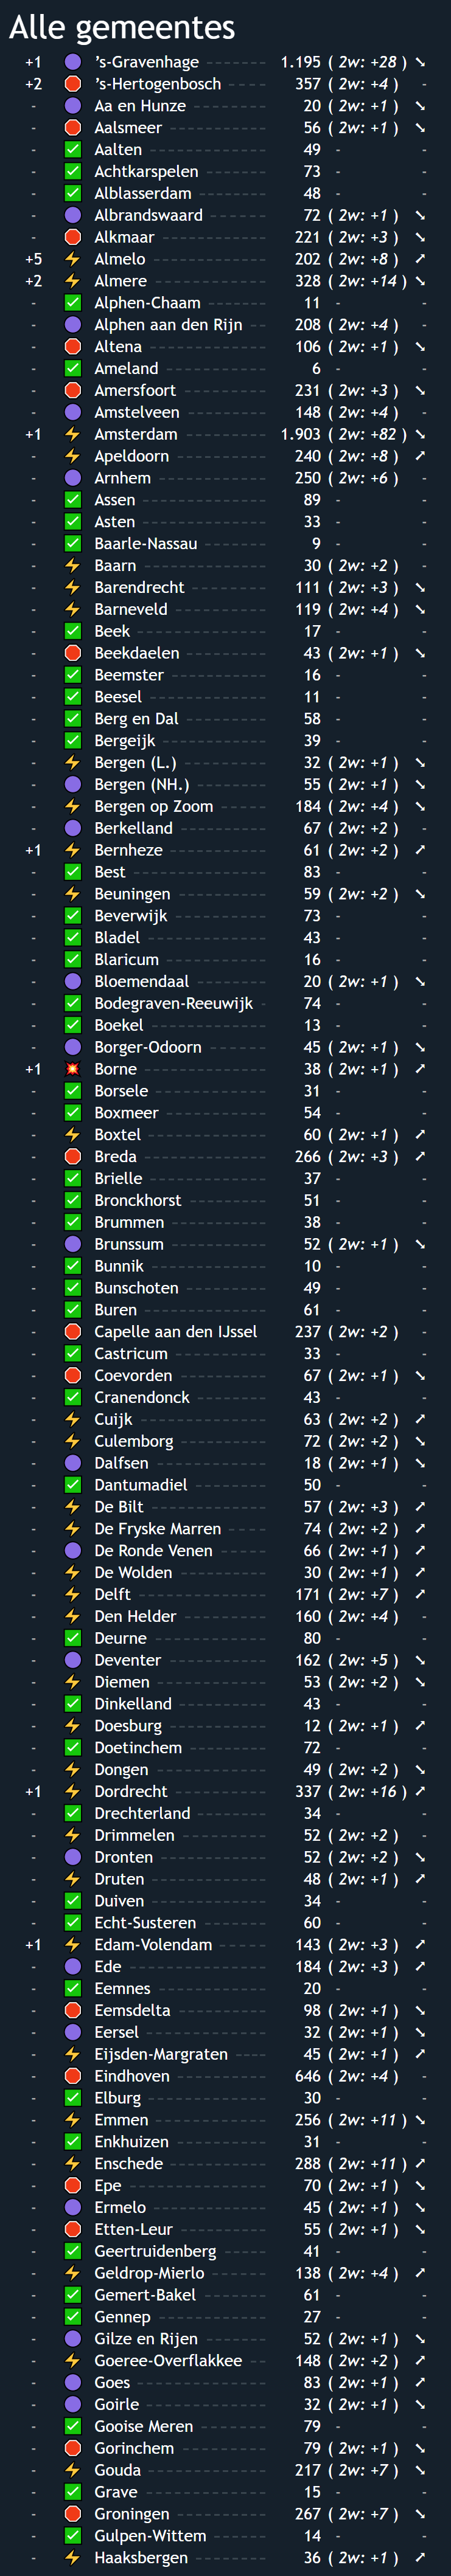 Alle gemeentes
+1 's-Gravenhage 1.195 ( 2w: +28 ) ➘
+2 's-Hertogenbosch 357 ( 2w: +4 ) -
- Aa en Hunze 20 ( 2w: +1 ) ➘
- Aalsmeer 56 ( 2w: +1 ) ➘
- Aalten 49 - -
- Achtkarspelen 73 - -
- Alblasserdam 48 - -
- Albrandswaard 72 ( 2w: +1 ) ➘
- Alkmaar 221 ( 2w: +3 ) ➘
+5 Almelo 202 ( 2w: +8 ) ➚
+2 Almere 328 ( 2w: +14 ) ➘
- Alphen-Chaam 11 - -
- Alphen aan den Rijn 208 ( 2w: +4 ) -
- Altena 106 ( 2w: +1 ) ➘
- Ameland 6 - -
- Amersfoort 231 ( 2w: +3 ) ➘
- Amstelveen 148 ( 2w: +4 ) -
+1 Amsterdam 1.903 ( 2w: +82 ) ➘
- Apeldoorn 240 ( 2w: +8 ) ➚
- Arnhem 250 ( 2w: +6 ) -
- Assen 89 - -
- Asten 33 - -
- Baarle-Nassau 9 - -
- Baarn 30 ( 2w: +2 ) -
- Barendrecht 111 ( 2w: +3 ) ➘
- Barneveld 119 ( 2w: +4 ) ➘
- Beek 17 - -
- Beekdaelen 43 ( 2w: +1 ) ➘
- Beemster 16 - -
- Beesel 11 - -
- Berg en Dal 58 - -
- Bergeijk 39 - -
- Bergen (L.) 32 ( 2w: +1 ) ➘
- Bergen (NH.) 55 ( 2w: +1 ) ➘
- Bergen op Zoom 184 ( 2w: +4 ) ➘
- Berkelland 67 ( 2w: +2 ) -
+1 Bernheze 61 ( 2w: +2 ) ➚
- Best 83 - -
- Beuningen 59 ( 2w: +2 ) ➘
- Beverwijk 73 - -
- Bladel 43 - -
- Blaricum 16 - -
- Bloemendaal 20 ( 2w: +1 ) ➘
- Bodegraven-Reeuwijk 74 - -
- Boekel 13 - -
- Borger-Odoorn 45 ( 2w: +1 ) ➘
+1 Borne 38 ( 2w: +1 ) ➚
- Borsele 31 - -
- Boxmeer 54 - -
- Boxtel 60 ( 2w: +1 ) ➚
- Breda 266 ( 2w: +3 ) ➚
- Brielle 37 - -
- Bronckhorst 51 - -
- Brummen 38 - -
- Brunssum 52 ( 2w: +1 ) ➘
- Bunnik 10 - -
- Bunschoten 49 - -
- Buren 61 - -
- Capelle aan den IJssel 237 ( 2w: +2 ) -
- Castricum 33 - -
- Coevorden 67 ( 2w: +1 ) ➘
- Cranendonck 43 - -
- Cuijk 63 ( 2w: +2 ) ➚
- Culemborg 72 ( 2w: +2 ) ➘
- Dalfsen 18 ( 2w: +1 ) ➘
- Dantumadiel 50 - -
- De Bilt 57 ( 2w: +3 ) ➚
- De Fryske Marren 74 ( 2w: +2 ) ➚
- De Ronde Venen 66 ( 2w: +1 ) ➚
- De Wolden 30 ( 2w: +1 ) ➚
- Delft 171 ( 2w: +7 ) ➚
- Den Helder 160 ( 2w: +4 ) -
- Deurne 80 - -
- Deventer 162 ( 2w: +5 ) ➘
- Diemen 53 ( 2w: +2 ) ➘
- Dinkelland 43 - -
- Doesburg 12 ( 2w: +1 ) ➚
- Doetinchem 72 - -
- Dongen 49 ( 2w: +2 ) ➘
+1 Dordrecht 337 ( 2w: +16 ) ➚
- Drechterland 34 - -
- Drimmelen 52 ( 2w: +2 ) -
- Dronten 52 ( 2w: +2 ) ➘
- Druten 48 ( 2w: +1 ) ➚
- Duiven 34 - -
- Echt-Susteren 60 - -
+1 Edam-Volendam 143 ( 2w: +3 ) ➚
- Ede 184 ( 2w: +3 ) ➚
- Eemnes 20 - -
- Eemsdelta 98 ( 2w: +1 ) ➘
- Eersel 32 ( 2w: +1 ) ➘
- Eijsden-Margraten 45 ( 2w: +1 ) ➚
- Eindhoven 646 ( 2w: +4 ) -
- Elburg 30 - -
- Emmen 256 ( 2w: +11 ) ➘
- Enkhuizen 31 - -
- Enschede 288 ( 2w: +11 ) ➚
- Epe 70 ( 2w: +1 ) ➘
- Ermelo 45 ( 2w: +1 ) ➘
- Etten-Leur 55 ( 2w: +1 ) ➘
- Geertruidenberg 41 - -
- Geldrop-Mierlo 138 ( 2w: +4 ) ➚
- Gemert-Bakel 61 - -
- Gennep 27 - -
- Gilze en Rijen 52 ( 2w: +1 ) ➘
- Goeree-Overflakkee 148 ( 2w: +2 ) ➚
- Goes 83 ( 2w: +1 ) ➚
- Goirle 32 ( 2w: +1 ) ➘
- Gooise Meren 79 - -
- Gorinchem 79 ( 2w: +1 ) ➘
- Gouda 217 ( 2w: +7 ) ➘
- Grave 15 - -
- Groningen 267 ( 2w: +7 ) ➘
- Gulpen-Wittem 14 - -
- Haaksbergen 36 ( 2w: +1 ) ➚